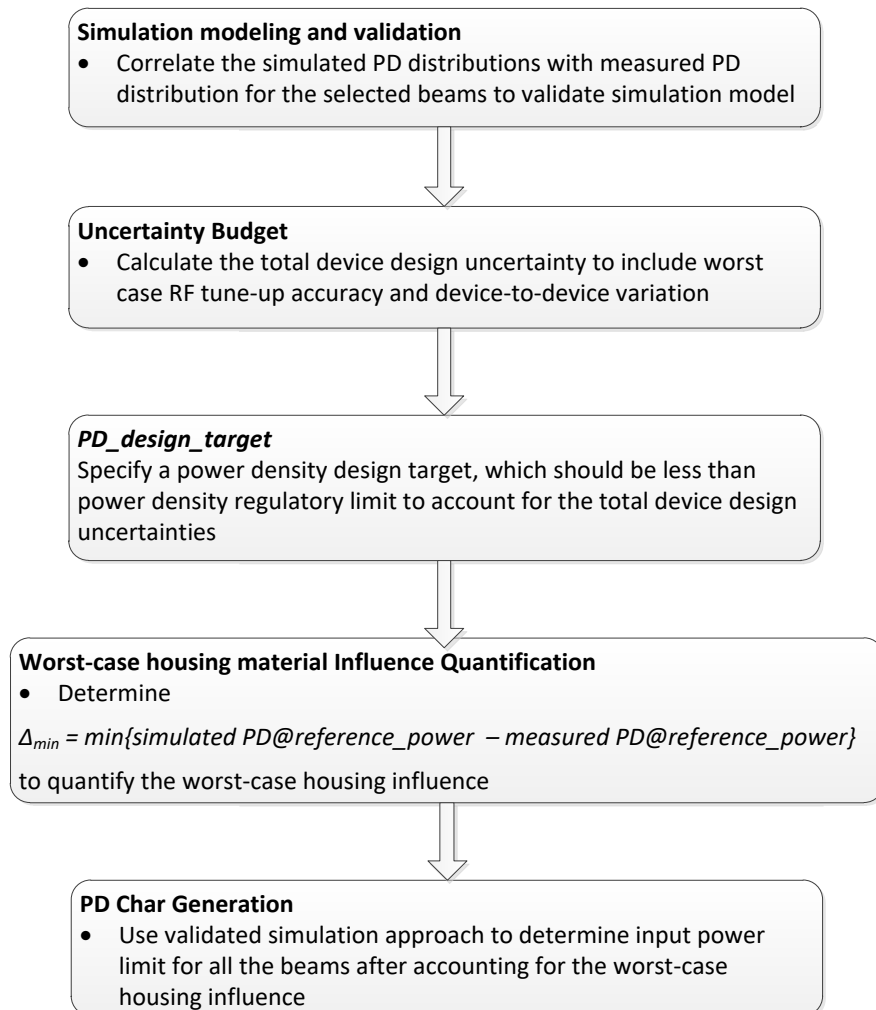 Simulation modeling and validation
• Correlate the simulated PD distributions with measured PD
distribution for the selected beams to validate simulation model
Uncertainty Budget
• Calculate the total device design uncertainty to include worst
case RF tune-up accuracy and device-to-device variation
PD_design_target
Specify a power density design target, which should be less than
power density regulatory limit to account for the total device design
uncertainties
Worst-case housing material Influence Quantification
• Determine
Δmin = min{simulated PD@reference_power – measured PD@reference_power}
to quantify the worst-case housing influence
PD Char Generation
• Use validated simulation approach to determine input power
limit for all the beams after accounting for the worst-case
housing influence